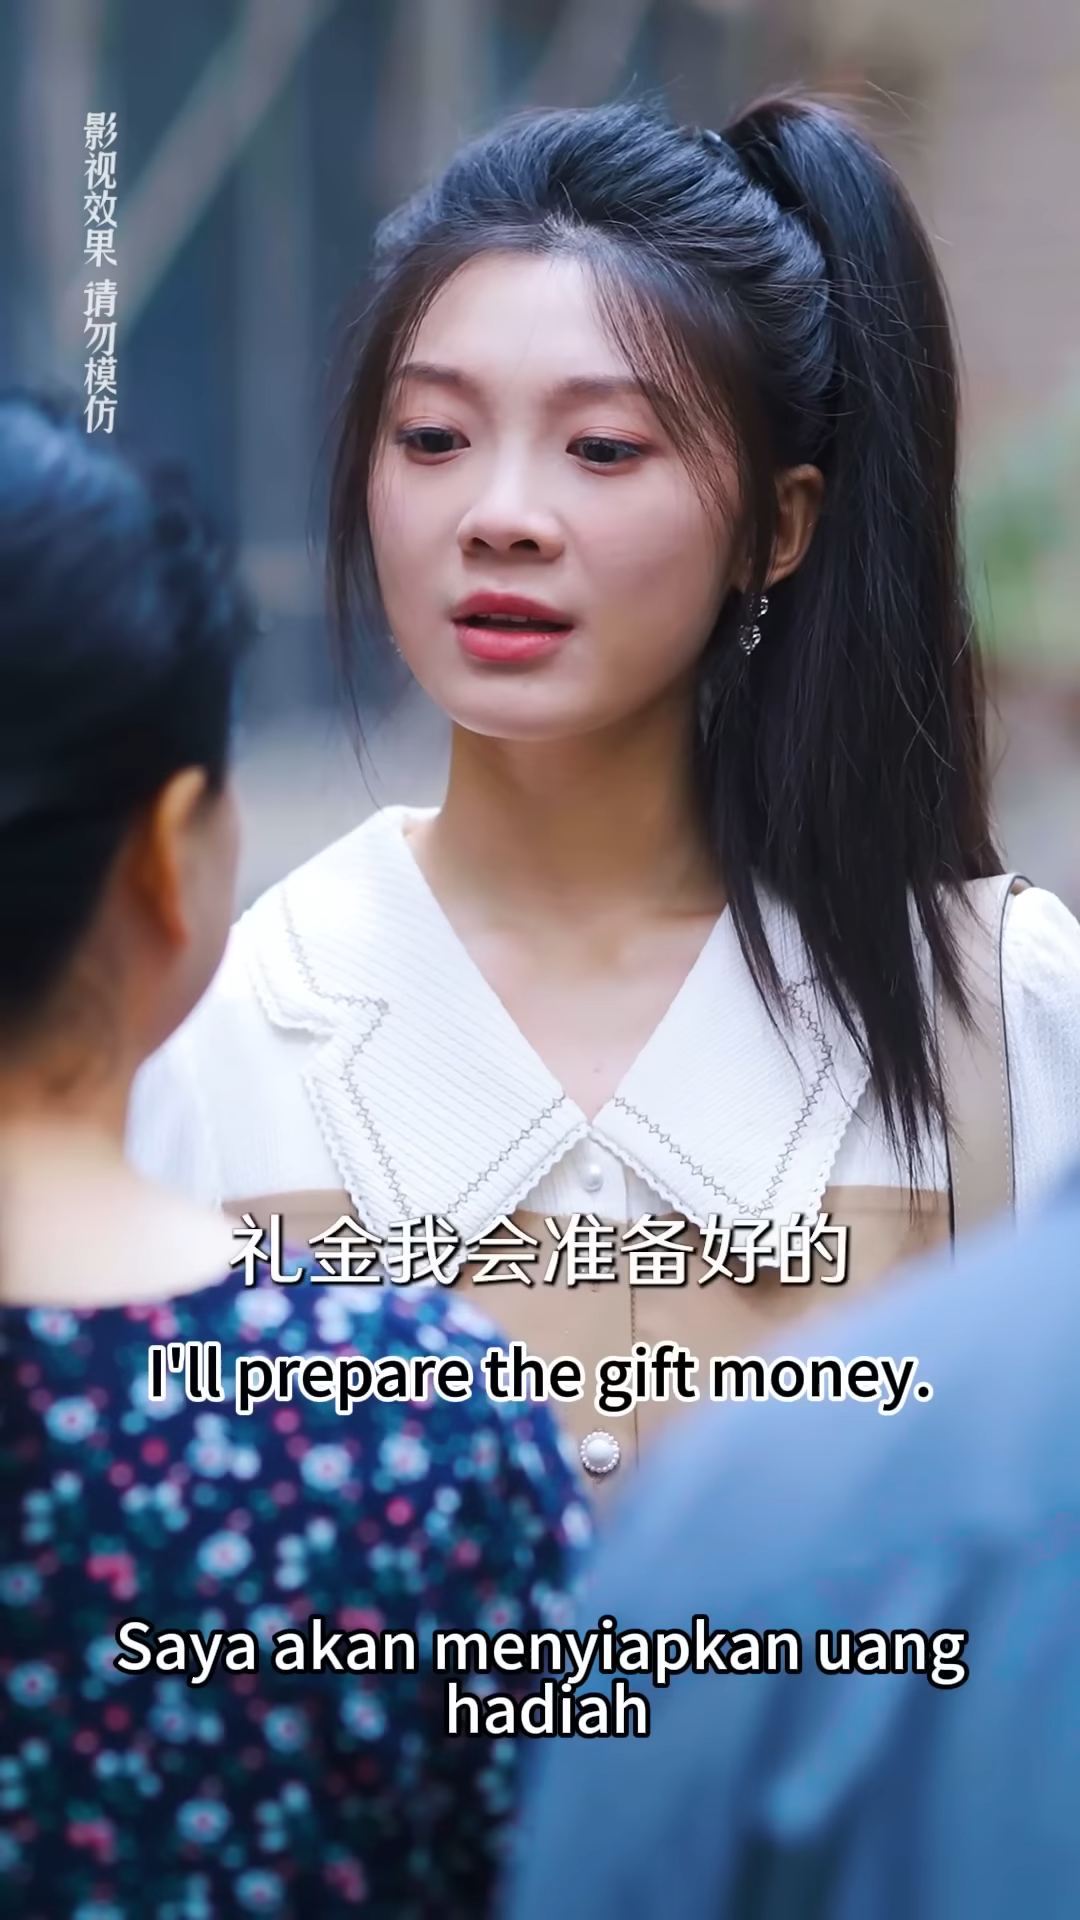 影视效果 请勿模仿
礼金我会准备好的
I'll prepare the gift money.
Saya akan menyiapkan uang
hadiah